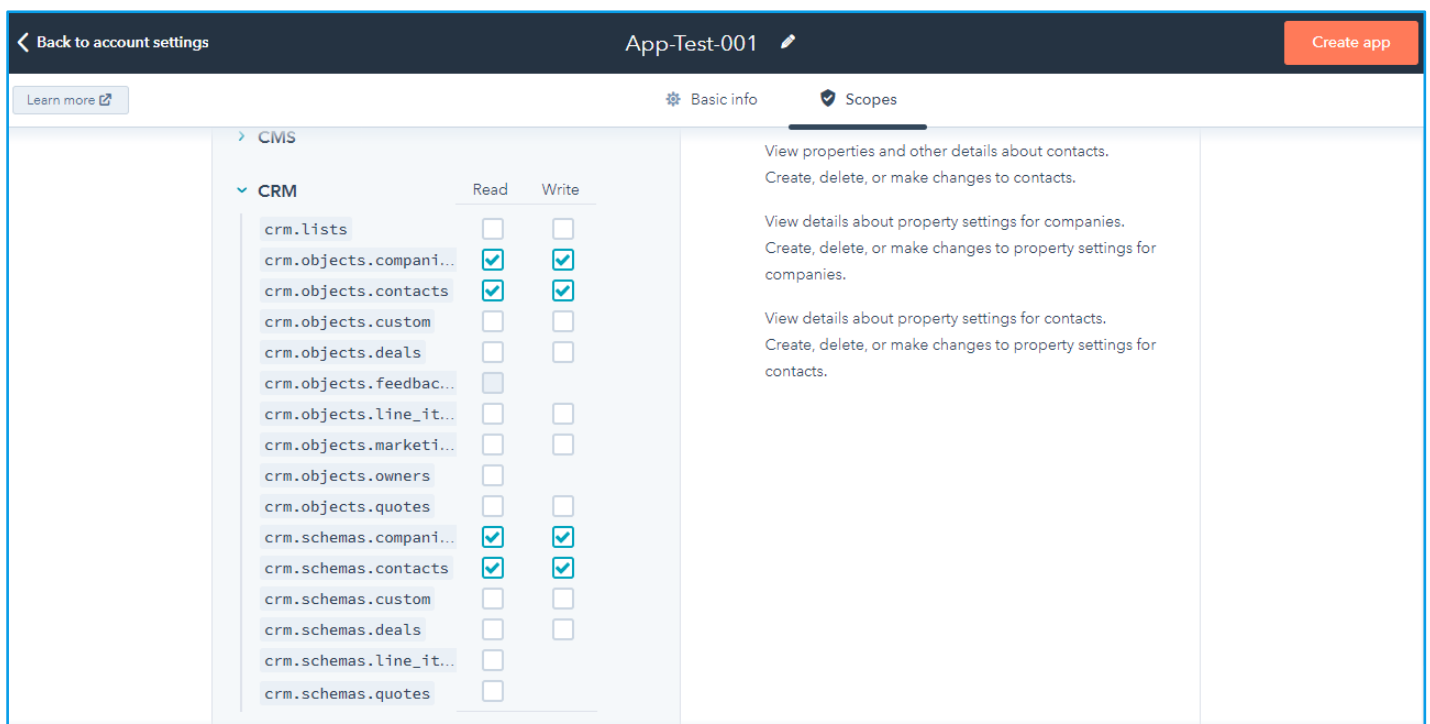 Back to account settings
App-Test-001
Create app
Learn more
Basic info
Scopes
CMS
CRM
Read
Write
crm.lists
crm.objects.compani...
crm.objects.contacts
crm.objects.custom
crm.objects.deals
crm.objects.feedbac...
crm.objects.line_it...
crm.objects.marketi...
crm.objects.owners
crm.objects.quotes
crm.schemas.compani...
crm.schemas.contacts
crm.schemas.custom
crm.schemas.deals
crm.schemas.line_it...
crm.schemas.quotes
View properties and other details about contacts.
Create, delete, or make changes to contacts.
View details about property settings for companies.
Create, delete, or make changes to property settings for
companies.
View details about property settings for contacts.
Create, delete, or make changes to property settings for
contacts.